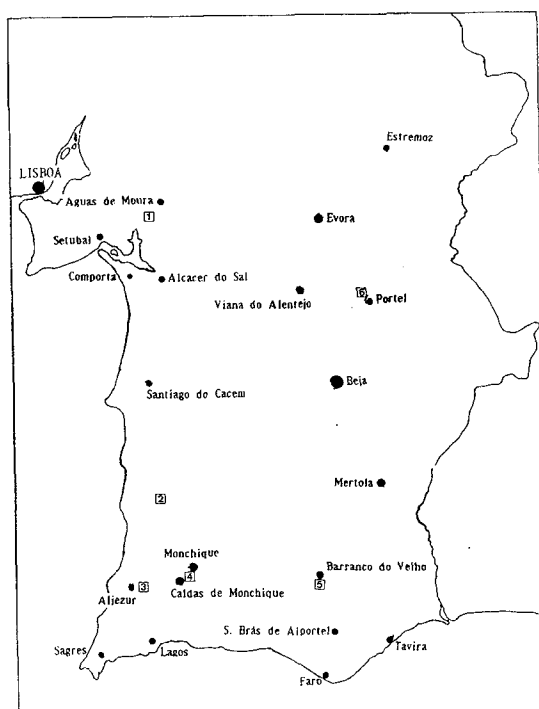 Estremoz
LISBOA
Aguas de Moura
1
Evora
Setubal
Comporta
Alcacer do Sal
Viana do Alentejo
6
Portel
Beja
Santiago do Cacem
Mertola
2
Monchique
4
Barranco do Velho
5
3
Caldas de Monchique
Aljezur
S. Brás de Alportel
Tavira
Sagres
Lagos
Faro